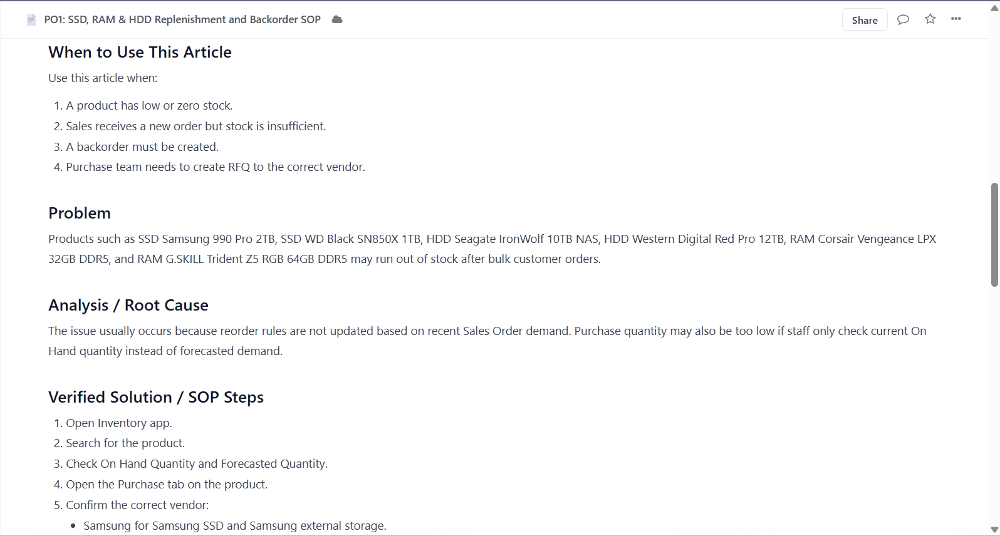 PO1: SSD, RAM & HDD Replenishment and Backorder SOP
Share
When to Use This Article
Use this article when:
1. A product has low or zero stock.
2. Sales receives a new order but stock is insufficient.
3. A backorder must be created.
4. Purchase team needs to create RFQ to the correct vendor.
Problem
Products such as SSD Samsung 990 Pro 2TB, SSD WD Black SN850X 1TB, HDD Seagate IronWolf 10TB NAS, HDD Western Digital Red Pro 12TB, RAM Corsair Vengeance LPX
32GB DDR5, and RAM G.SKILL Trident Z5 RGB 64GB DDR5 may run out of stock after bulk customer orders.
Analysis / Root Cause
The issue usually occurs because reorder rules are not updated based on recent Sales Order demand. Purchase quantity may also be too low if staff only check current On
Hand quantity instead of forecasted demand.
Verified Solution / SOP Steps
1. Open Inventory app.
2. Search for the product.
3. Check On Hand Quantity and Forecasted Quantity.
4. Open the Purchase tab on the product.
5. Confirm the correct vendor:
• Samsung for Samsung SSD and Samsung external storage.